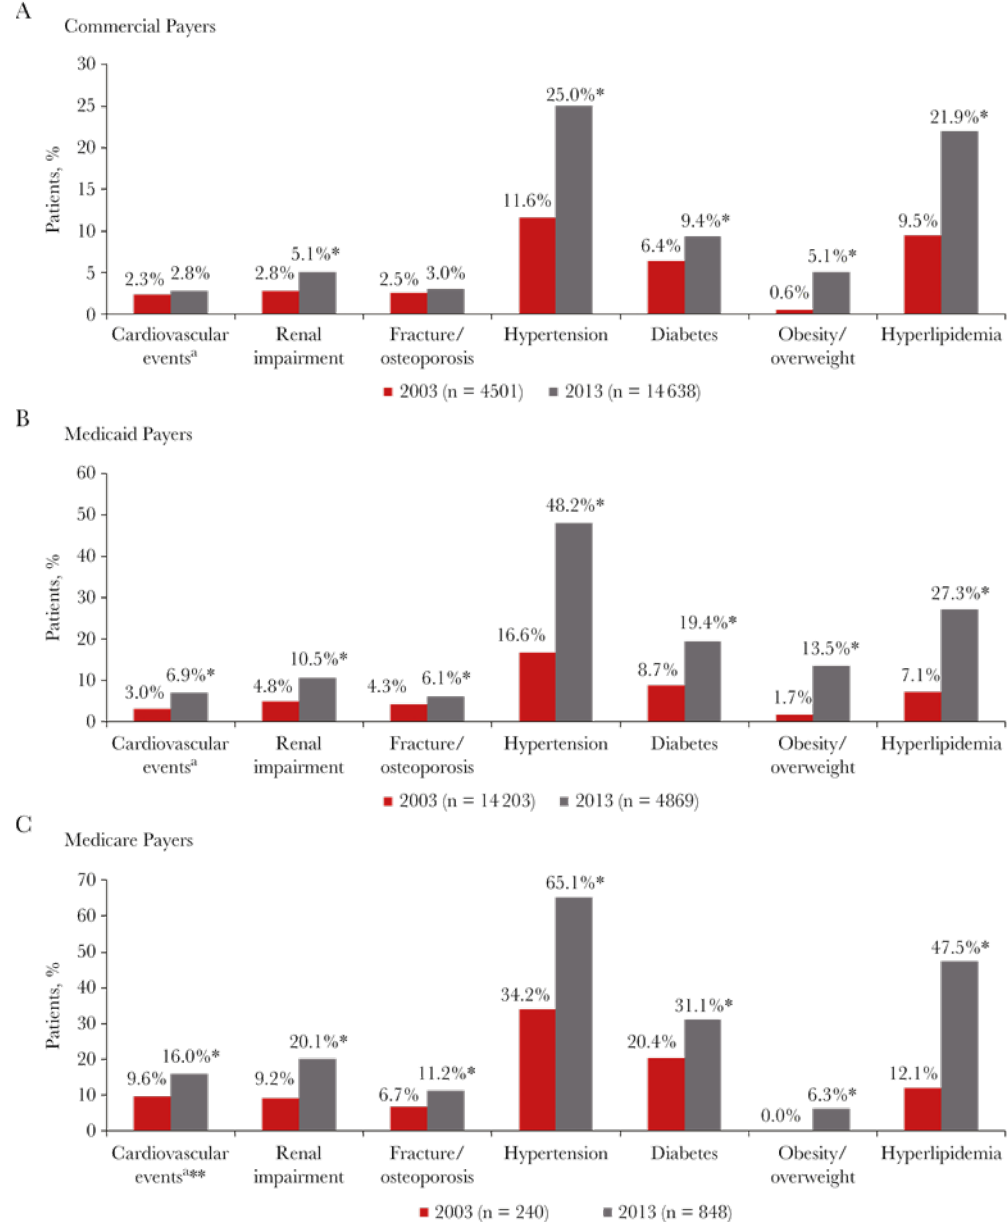 A
Commercial Payers
30
25
20
15
10
5
0
Patients, %
2.3%
2.8%
2.8%
5.1%*
2.5%
3.0%
11.6%
25.0%*
6.4%
9.4%*
0.6%
5.1%*
9.5%
21.9%*
Cardiovascular
eventsᵃ
Renal
impairment
Fracture/
osteoporosis
Hypertension
Diabetes
Obesity/
overweight
Hyperlipidemia
2003 (n = 4501)
2013 (n = 14 638)
B
Medicaid Payers
60
50
40
30
20
10
0
Patients, %
3.0%
6.9%*
4.8%
10.5%*
4.3%
6.1%*
16.6%
48.2%*
8.7%
19.4%*
1.7%
13.5%*
7.1%
27.3%*
Cardiovascular
eventsᵃ
Renal
impairment
Fracture/
osteoporosis
Hypertension
Diabetes
Obesity/
overweight
Hyperlipidemia
2003 (n = 14 203)
2013 (n = 4869)
C
Medicare Payers
70
60
50
40
30
20
10
0
Patients, %
9.6%
16.0%*
9.2%
20.1%*
6.7%
11.2%*
34.2%
65.1%*
20.4%
31.1%*
0.0%
6.3%*
12.1%
47.5%*
Cardiovascular
eventsᵃ**
Renal
impairment
Fracture/
osteoporosis
Hypertension
Diabetes
Obesity/
overweight
Hyperlipidemia
2003 (n = 240)
2013 (n = 848)